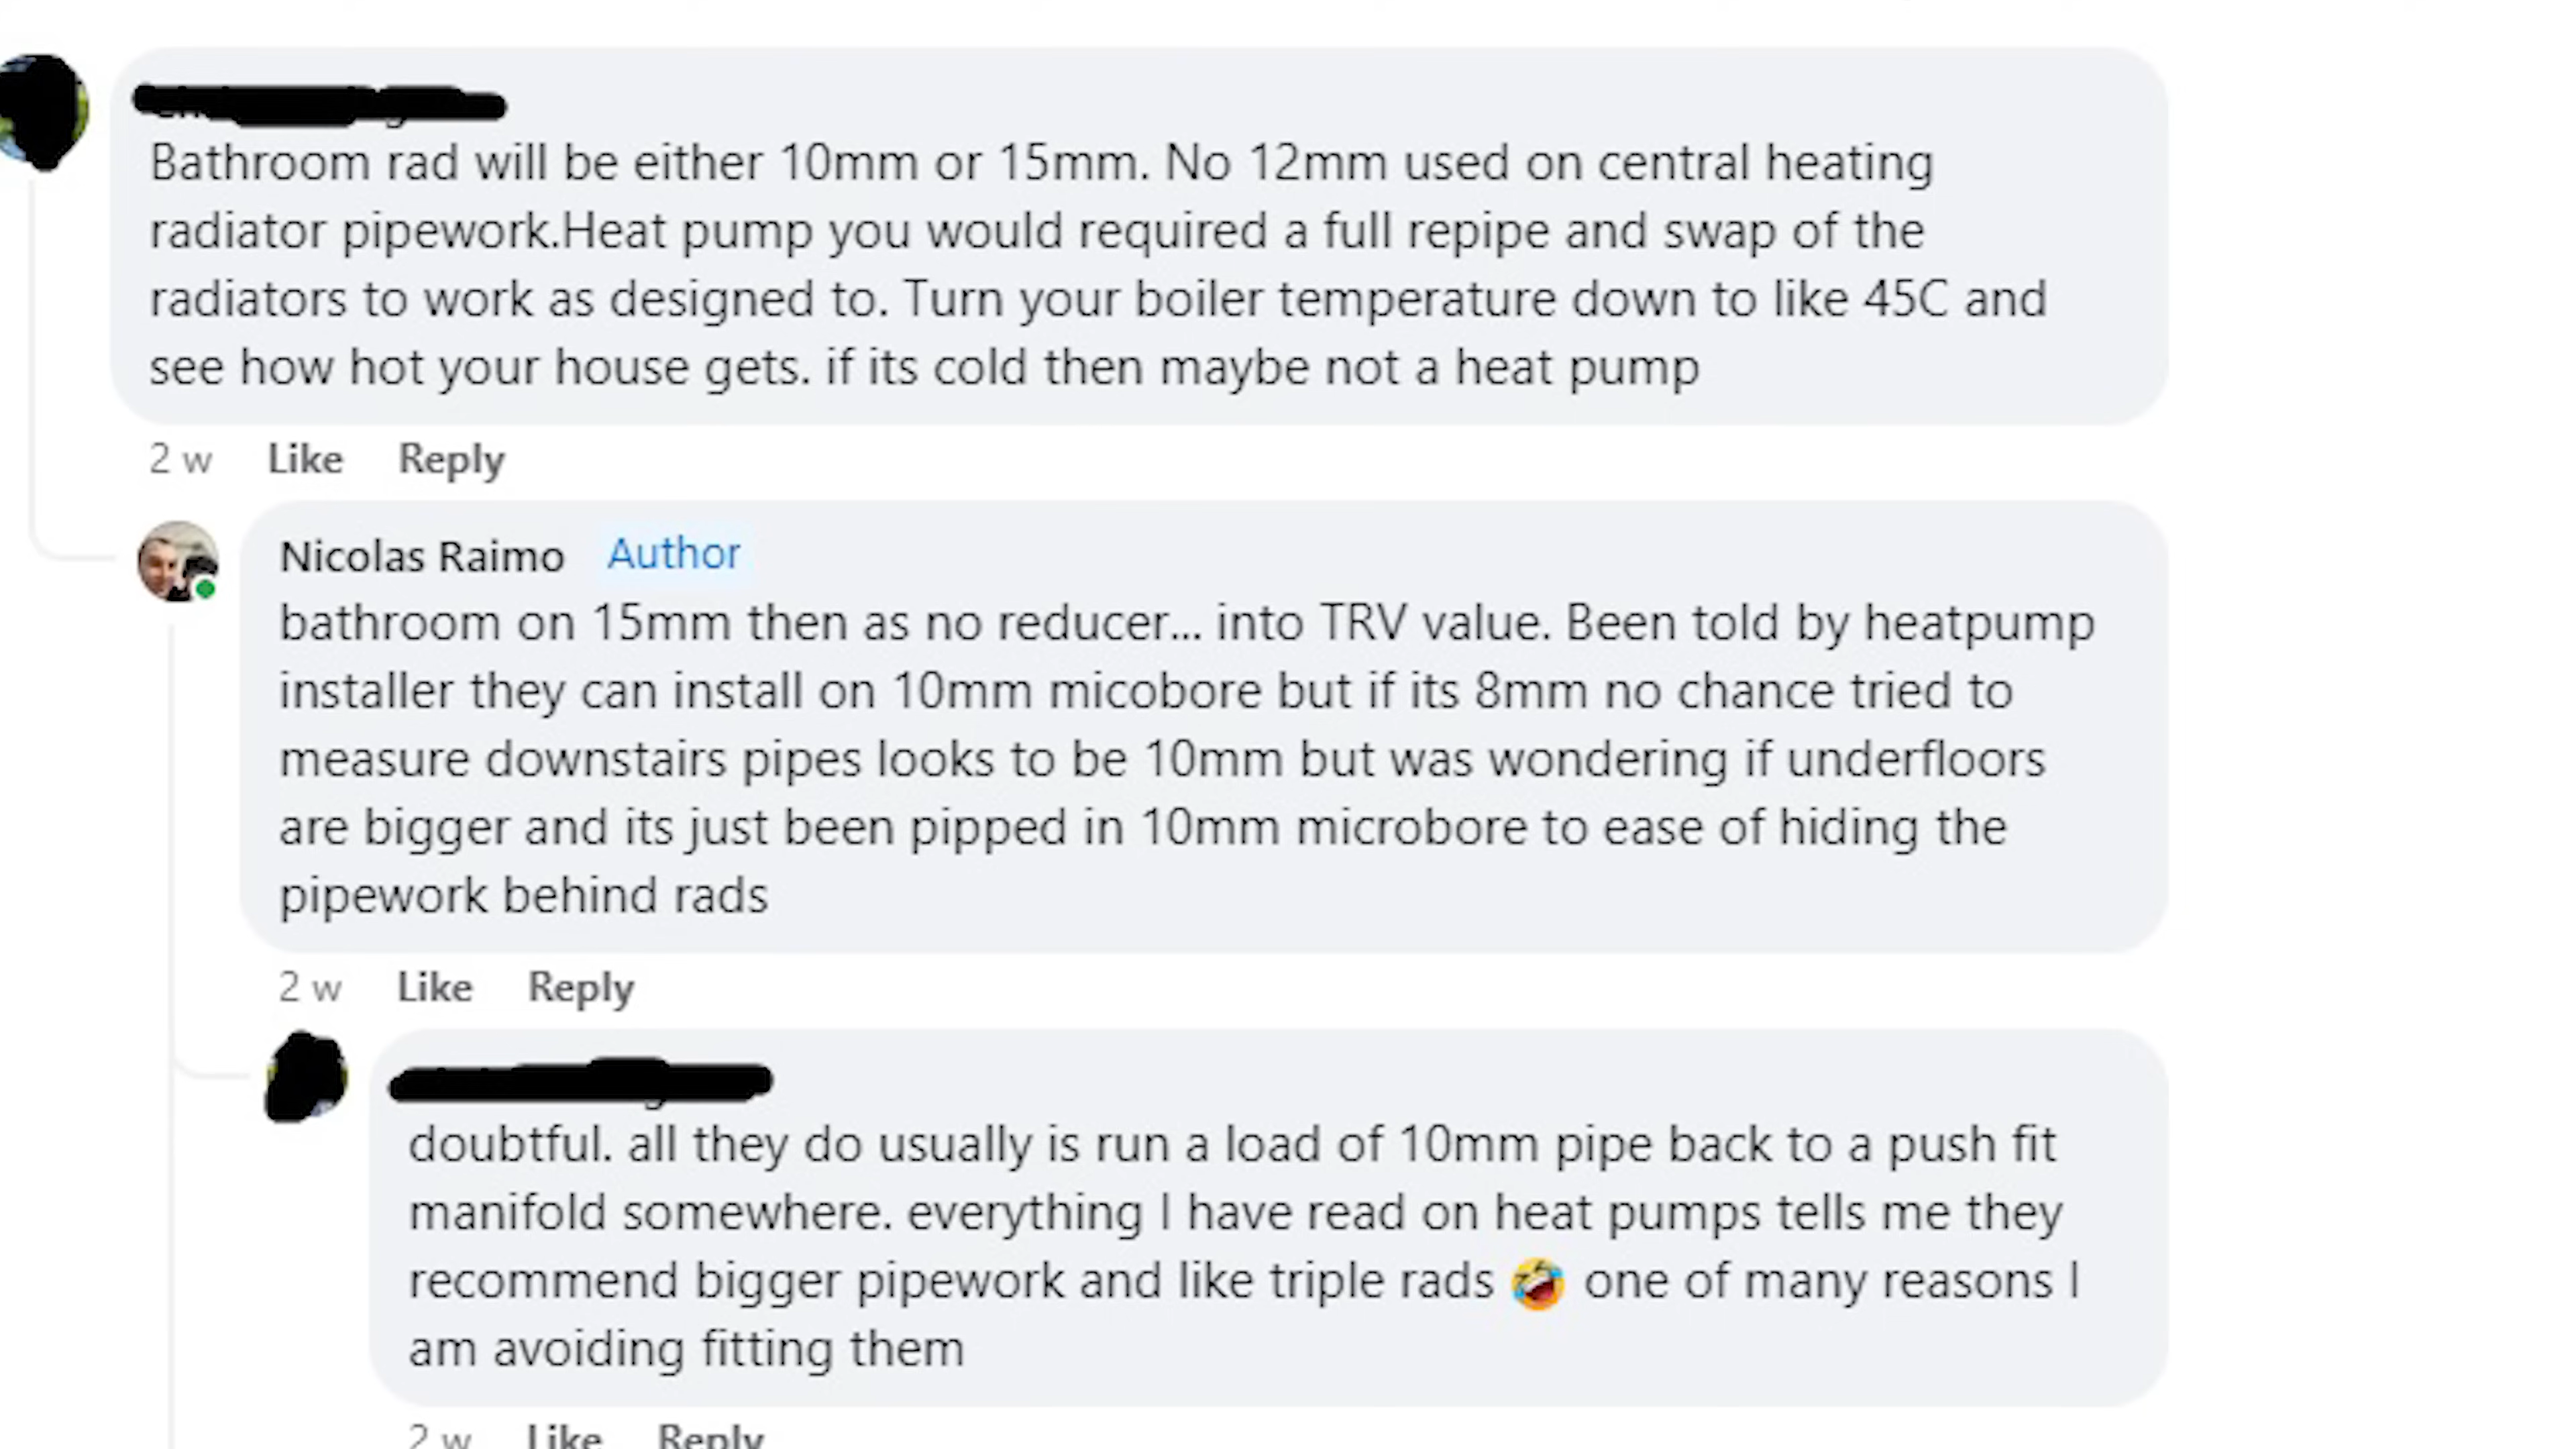 Bathroom rad will be either 10mm or 15mm. No 12mm used on central heating
radiator pipework.Heat pump you would required a full repipe and swap of the
radiators to work as designed to. Turn your boiler temperature down to like 45C and
see how hot your house gets. if its cold then maybe not a heat pump
2 w Like Reply
Nicolas Raimo Author
bathroom on 15mm then as no reducer... into TRV value. Been told by heatpump
installer they can install on 10mm micobore but if its 8mm no chance tried to
measure downstairs pipes looks to be 10mm but was wondering if underfloors
are bigger and its just been pipped in 10mm microbore to ease of hiding the
pipework behind rads
2 w Like Reply
doubtful. all they do usually is run a load of 10mm pipe back to a push fit
manifold somewhere. everything I have read on heat pumps tells me they
recommend bigger pipework and like triple rads 🤣 one of many reasons I
am avoiding fitting them
2 w Like Reply